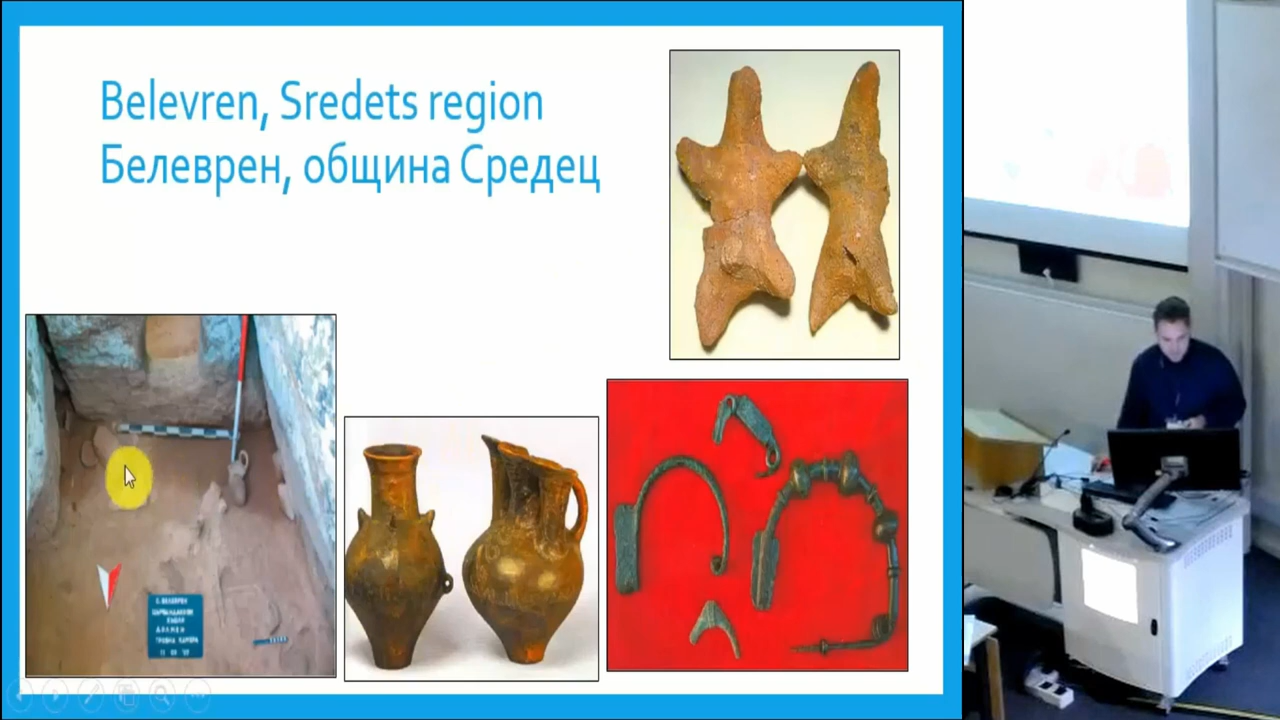 Belevren, Sredets region
Белеврен, община Средец